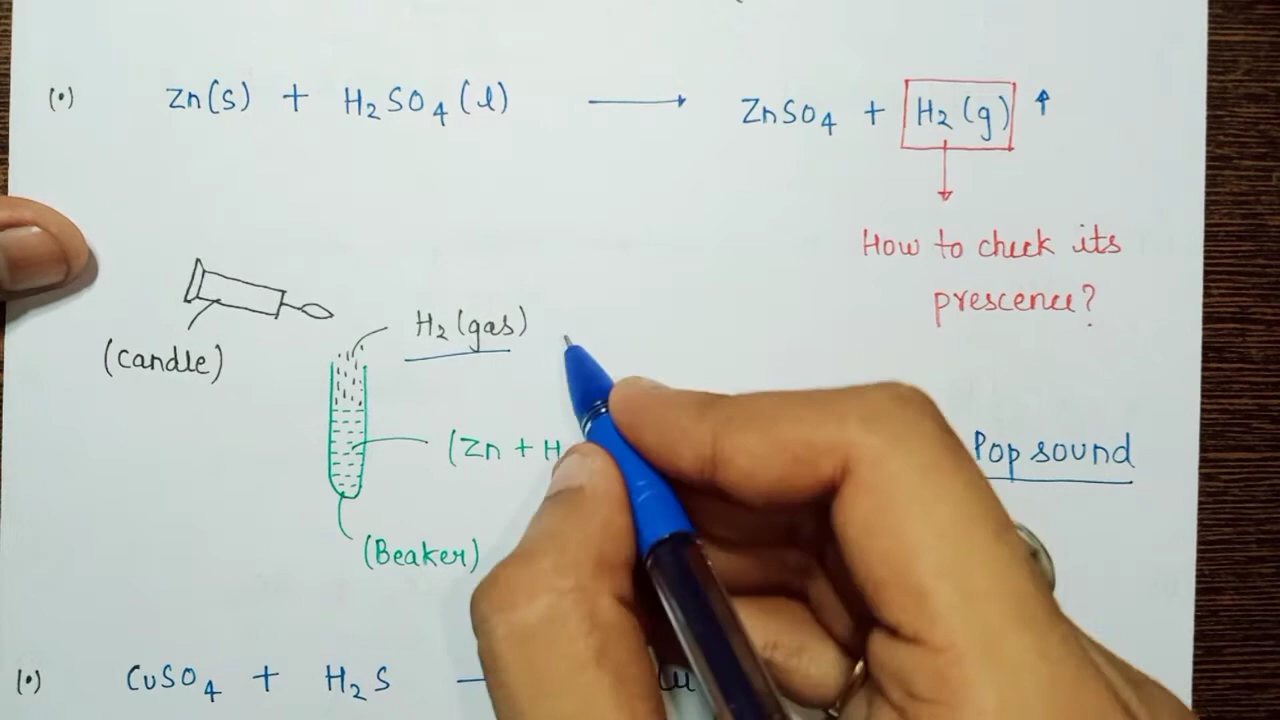 (•) Zn(s) + H₂SO₄(l) ⟶ ZnSO₄ + H₂(g) ↑
How to check its
prescence?
H₂(gas)
(Candle)
(Zn + H
Pop sound
(Beaker)
(•) CuSO₄ + H₂S